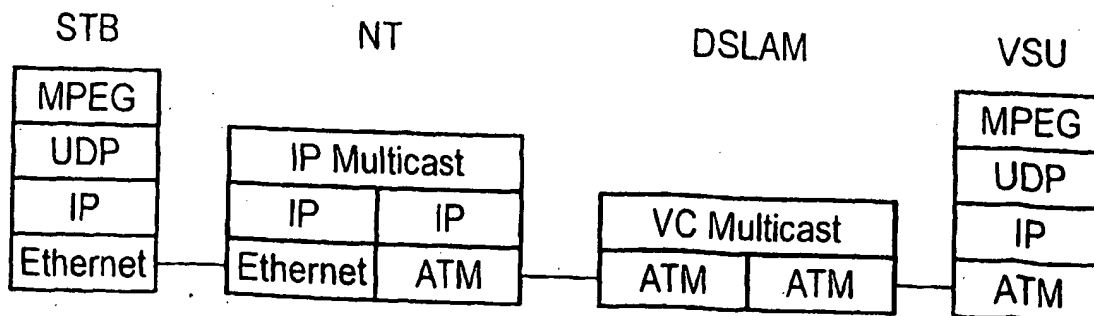 STB
NT
DSLAM
VSU
MPEG
UDP
IP
Ethernet
IP Multicast
IP IP
Ethernet ATM
VC Multicast
ATM ATM
MPEG
UDP
IP
ATM